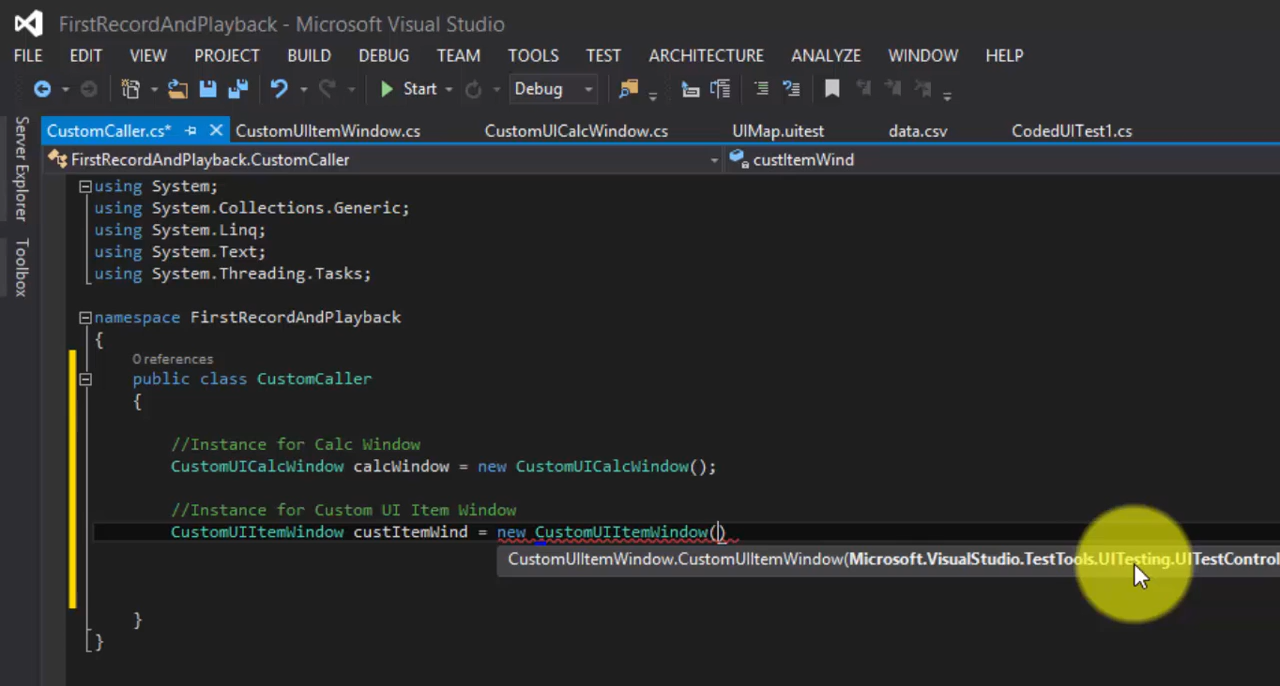 FirstRecordAndPlayback - Microsoft Visual Studio
FILE EDIT VIEW PROJECT BUILD DEBUG TEAM TOOLS TEST ARCHITECTURE ANALYZE WINDOW HELP
Start Debug
Server Explorer
Toolbox
CustomCaller.cs* CustomUIItemWindow.cs CustomUICalcWindow.cs UIMap.uitest data.csv CodedUITest1.cs
FirstRecordAndPlayback.CustomCaller custItemWind
using System;
using System.Collections.Generic;
using System.Linq;
using System.Text;
using System.Threading.Tasks;
namespace FirstRecordAndPlayback
{
0 references
public class CustomCaller
{
//Instance for Calc Window
CustomUICalcWindow calcWindow = new CustomUICalcWindow();
//Instance for Custom UI Item Window
CustomUIItemWindow custItemWind = new CustomUIItemWindow()
CustomUIItemWindow.CustomUIItemWindow(Microsoft.VisualStudio.TestTools.UITesting.UITestControl
}
}